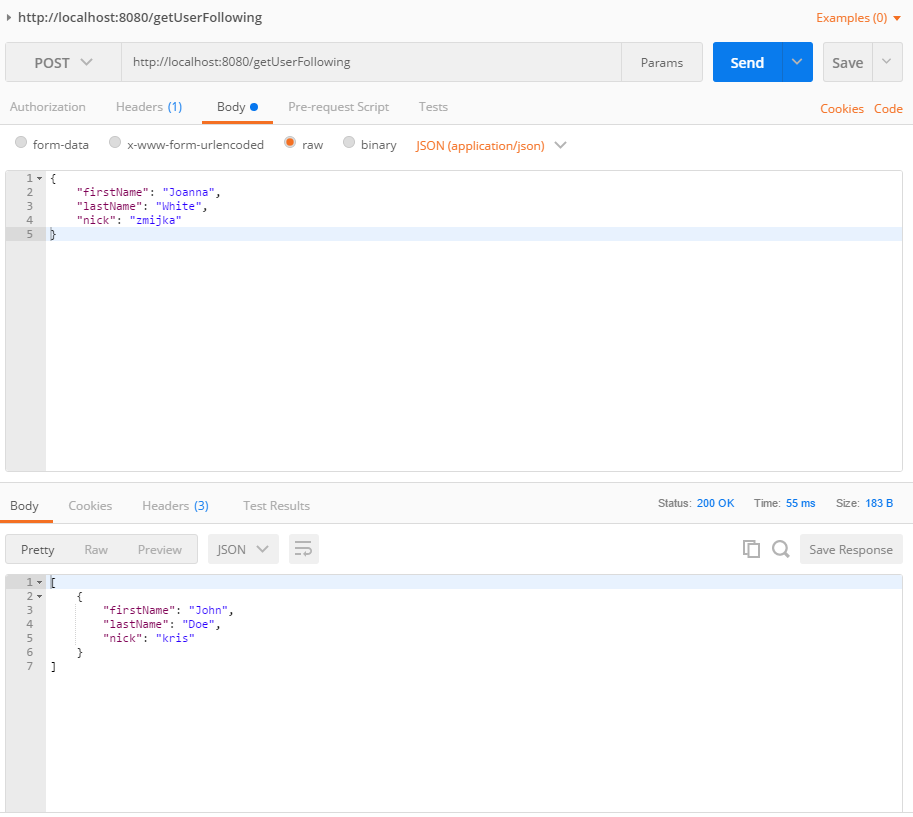 http://localhost:8080/getUserFollowing Examples (0)
POST http://localhost:8080/getUserFollowing Params Send Save
Authorization Headers (1) Body Pre-request Script Tests Cookies Code
form-data x-www-form-urlencoded raw binary JSON (application/json)
1 {
2 "firstName": "Joanna",
3 "lastName": "White",
4 "nick": "zmijka"
5 }
Body Cookies Headers (3) Test Results Status: 200 OK Time: 55 ms Size: 183 B
Pretty Raw Preview JSON Save Response
1 [
2 {
3 "firstName": "John",
4 "lastName": "Doe",
5 "nick": "kris"
6 }
7 ]